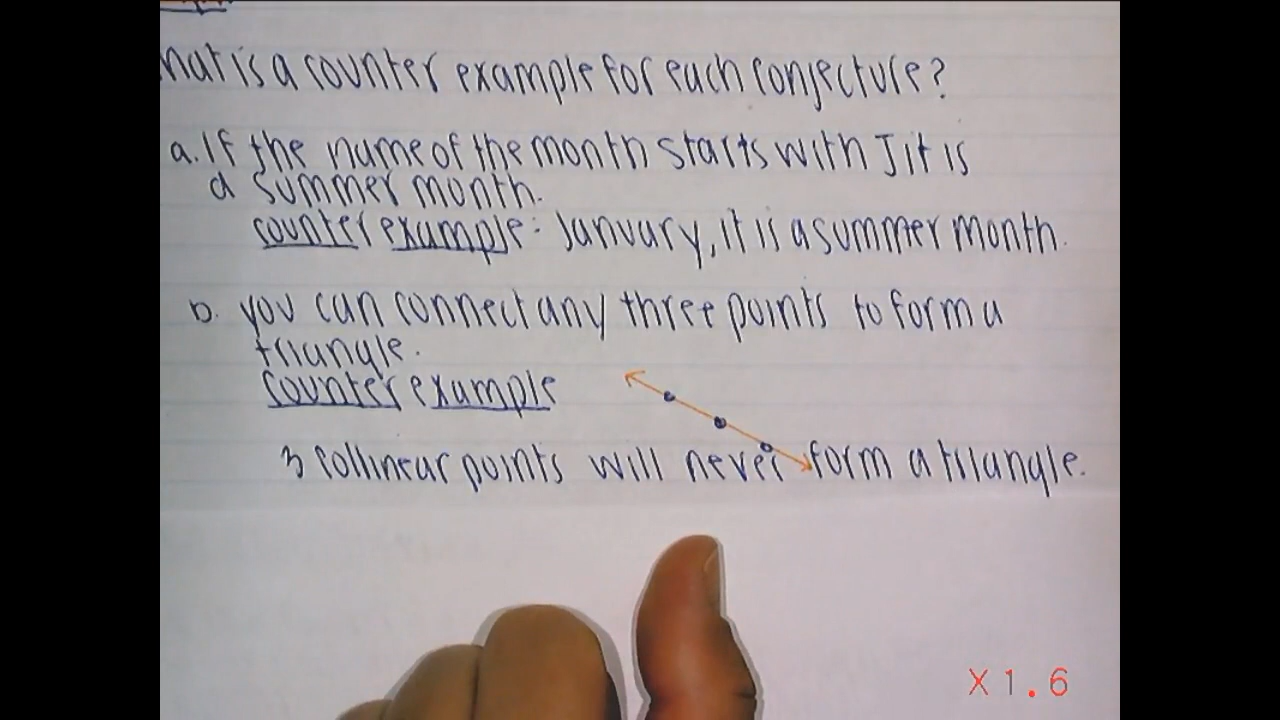 hat is a counter example for each conjecture?
a. If the name of the month starts with J it is
a summer month.
counter example: January, it is a summer month.
b. you can connect any three points to form a
triangle.
counter example
3 collinear points will never form a triangle.
X1.6